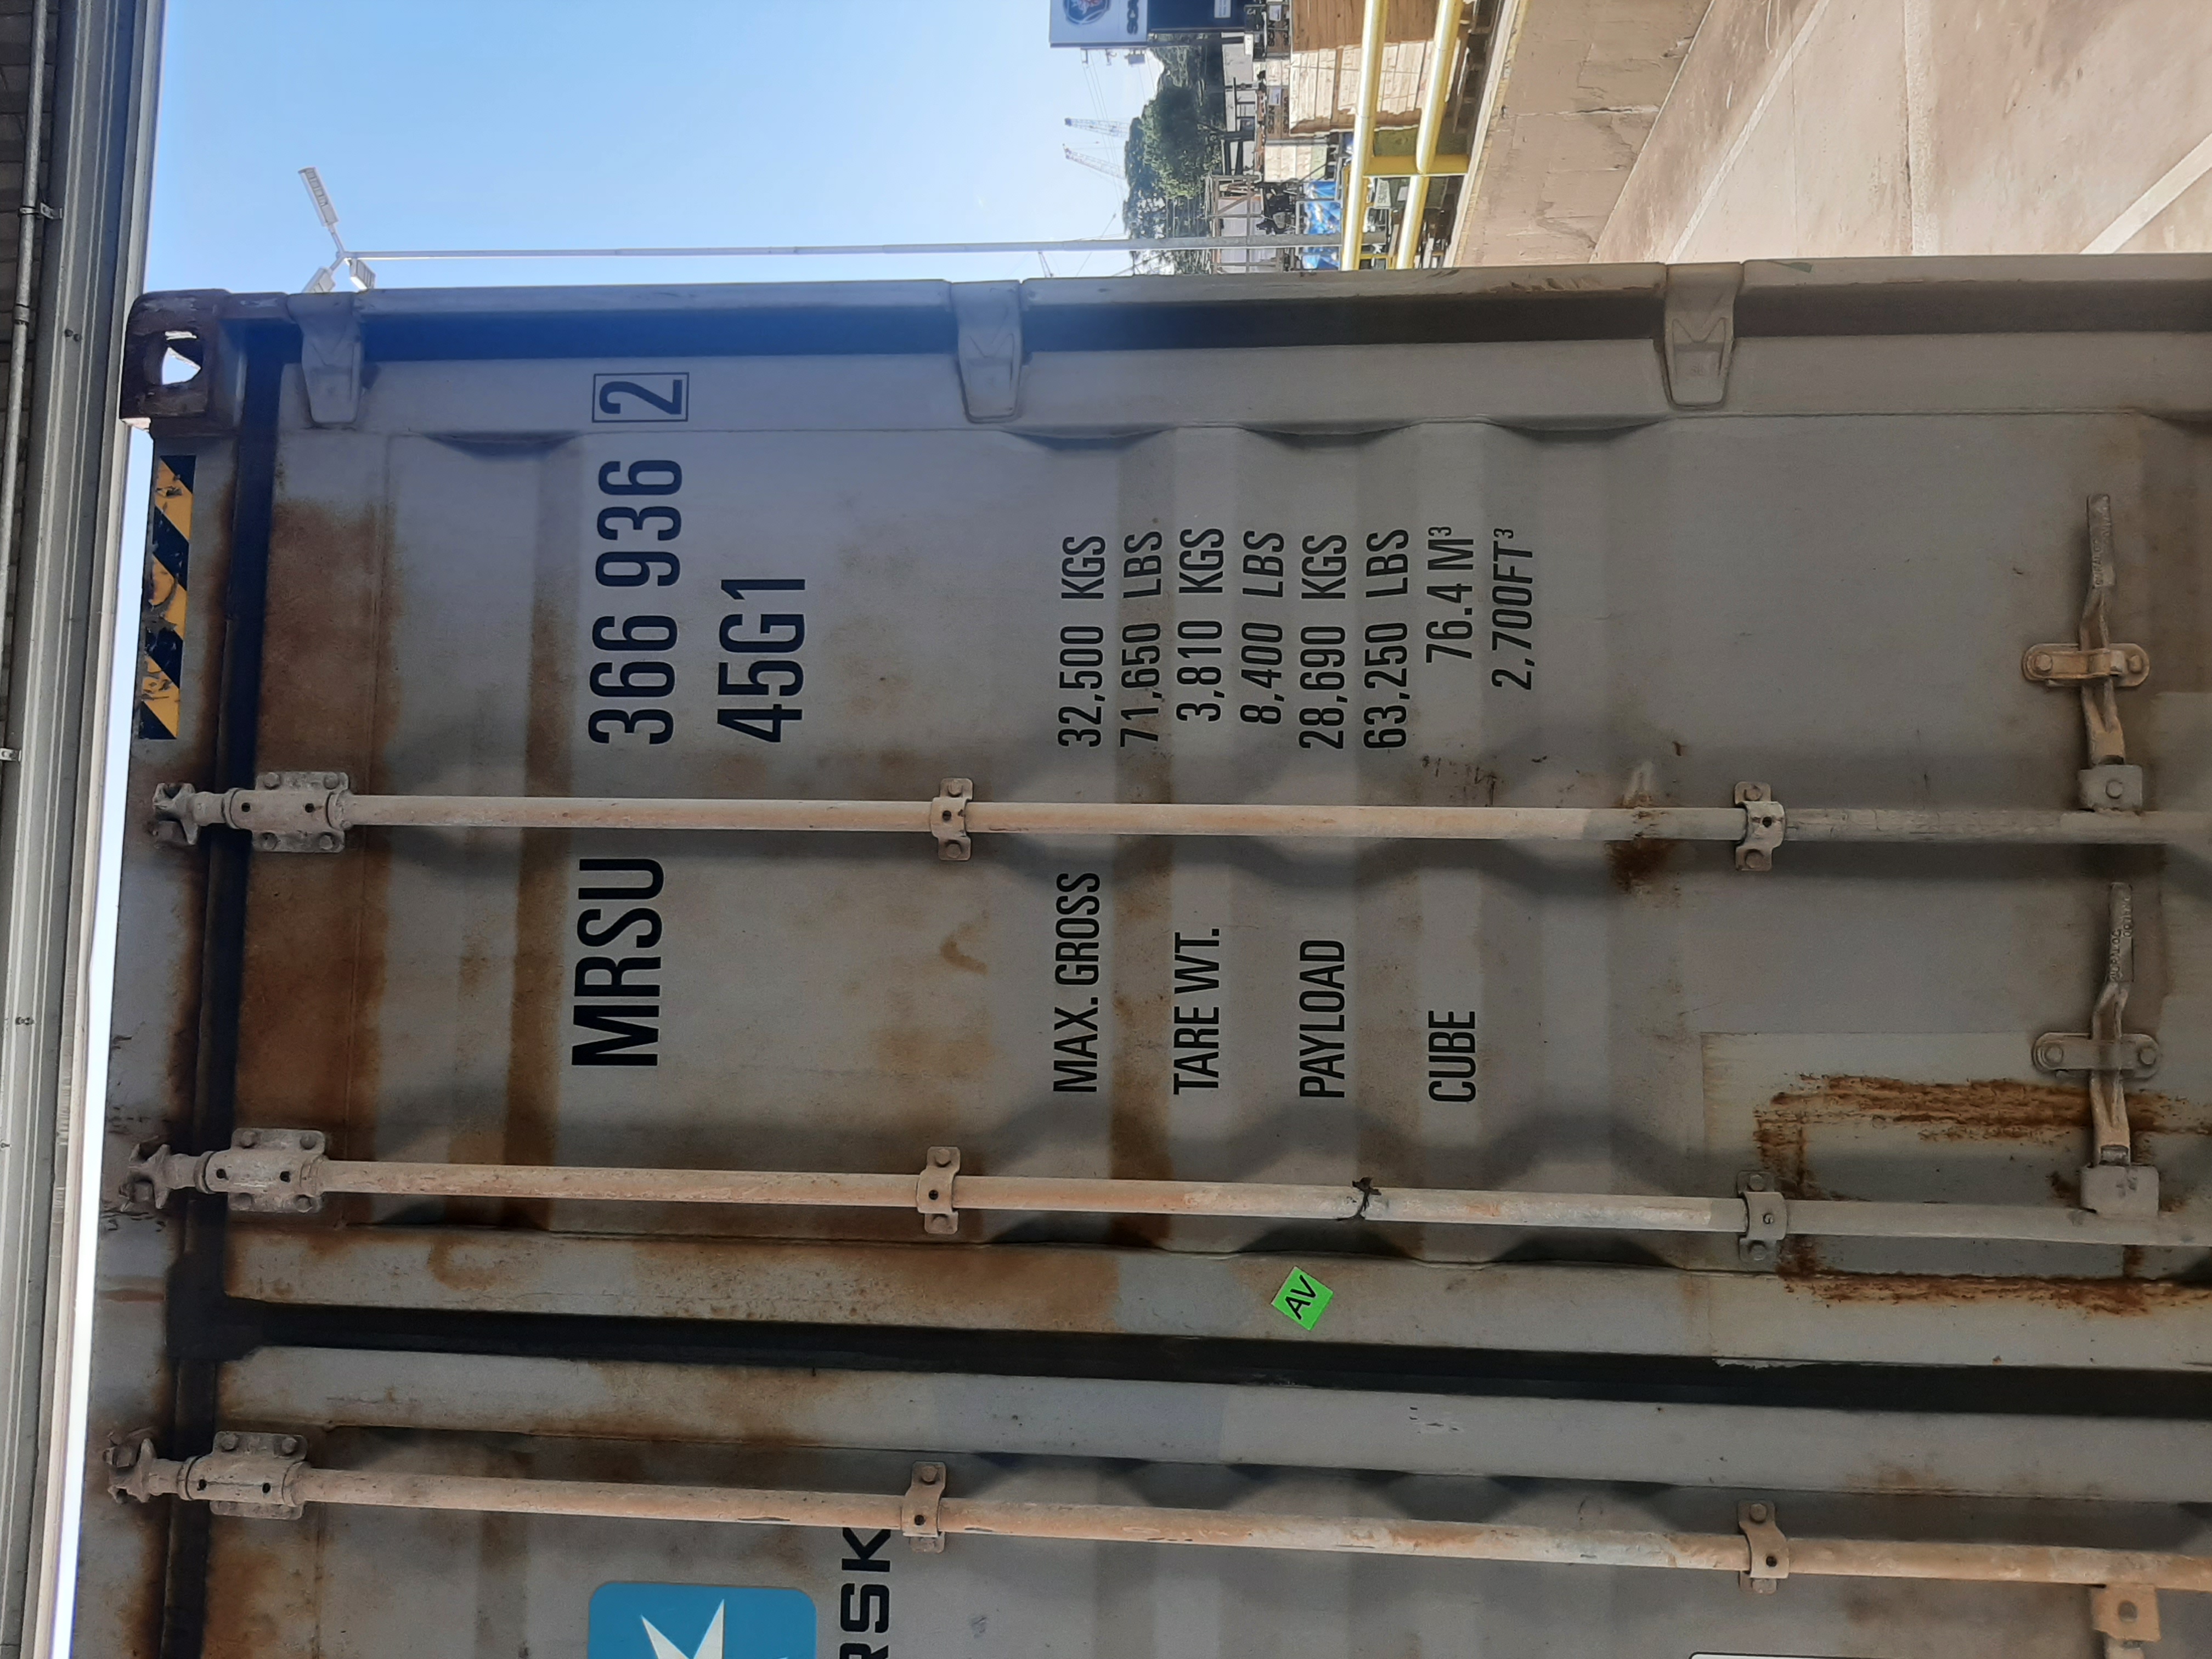 MRSU 366 936 2
45G1
MAX. GROSS 32,500 KGS
71,650 LBS
TARE WT. 3,810 KGS
8,400 LBS
PAYLOAD 28,690 KGS
63,250 LBS
CUBE 76.4 M³
2,700FT³
AV
RSK